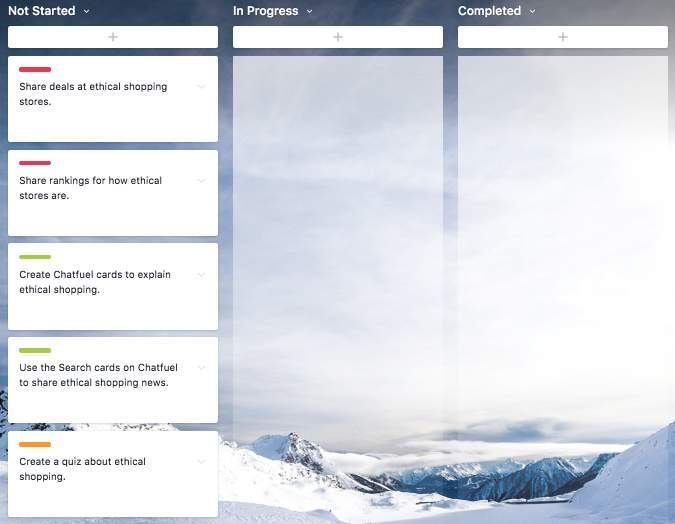 Not Started
In Progress
Completed
Share deals at ethical shopping
stores.
Share rankings for how ethical
stores are.
Create Chatfuel cards to explain
ethical shopping.
Use the Search cards on Chatfuel
to share ethical shopping news.
Create a quiz about ethical
shopping.